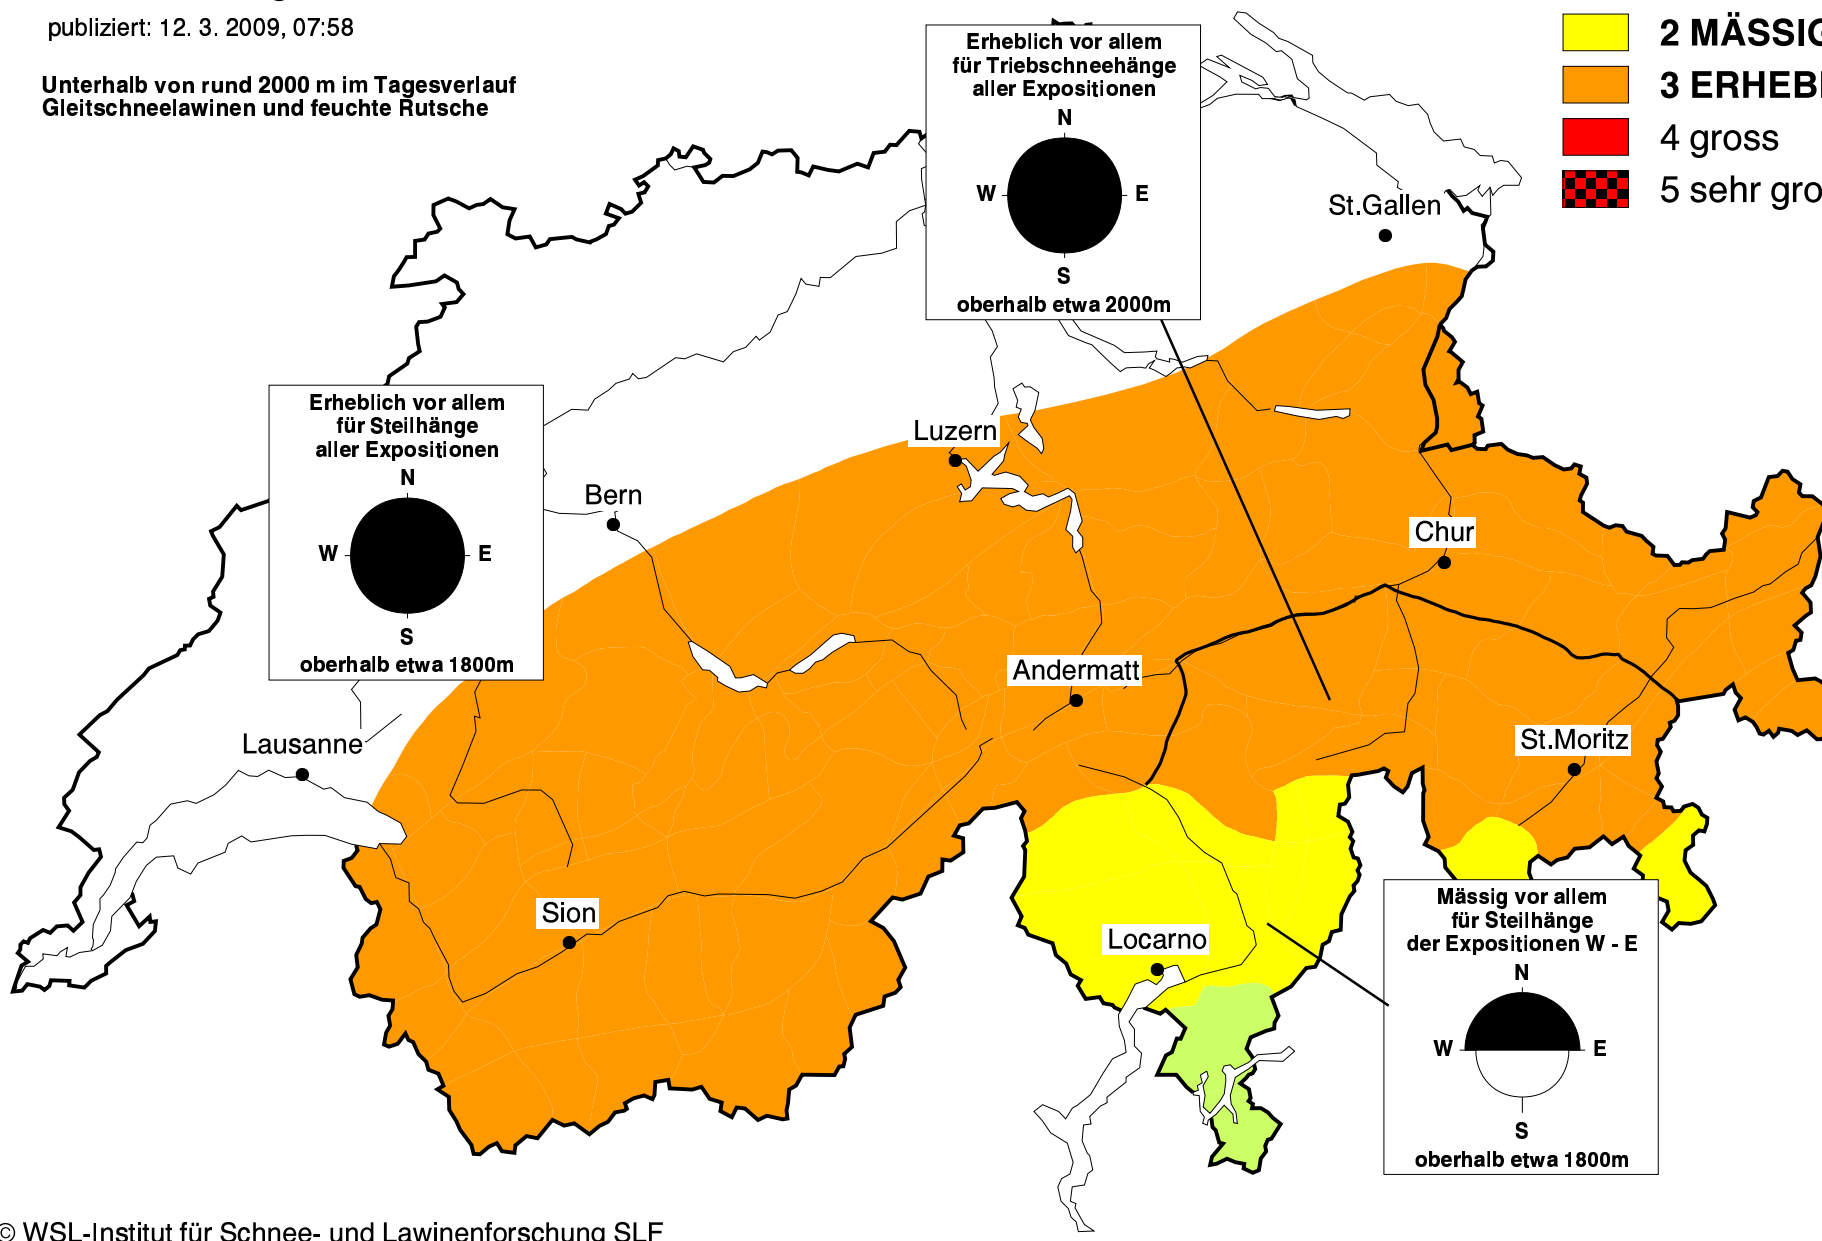 publiziert: 12. 3. 2009, 07:58
Unterhalb von rund 2000 m im Tagesverlauf
Gleitschneelawinen und feuchte Rutsche
2 MÄSSIG
3 ERHEB
4 gross
5 sehr gro
Erheblich vor allem
für Triebschneehänge
aller Expositionen
N
W E
S
oberhalb etwa 2000m
St.Gallen
Erheblich vor allem
für Steilhänge
aller Expositionen
N
W E
S
oberhalb etwa 1800m
Luzern
Bern
Chur
Andermatt
Lausanne
St.Moritz
Sion
Locarno
Mässig vor allem
für Steilhänge
der Expositionen W - E
N
W E
S
oberhalb etwa 1800m
© WSL-Institut für Schnee- und Lawinenforschung SLF